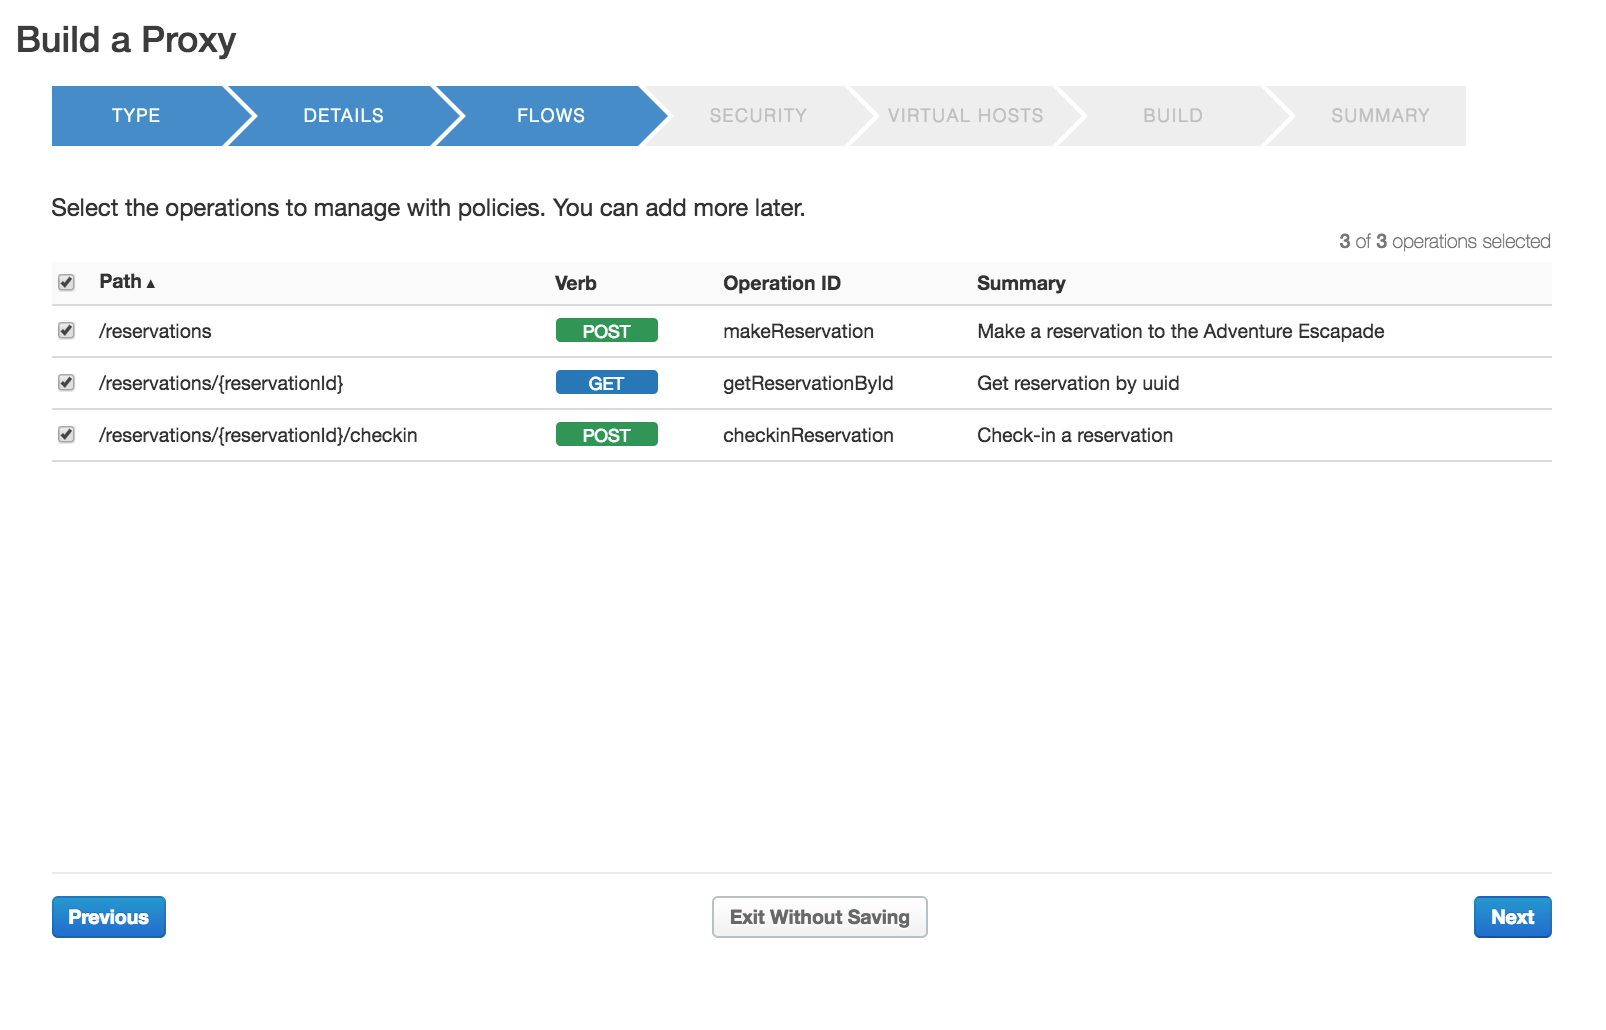 Build a Proxy
TYPE DETAILS FLOWS SECURITY VIRTUAL HOSTS BUILD SUMMARY
Select the operations to manage with policies. You can add more later.
3 of 3 operations selected
Path ▲ Verb Operation ID Summary
/reservations POST makeReservation Make a reservation to the Adventure Escapade
/reservations/{reservationId} GET getReservationById Get reservation by uuid
/reservations/{reservationId}/checkin POST checkinReservation Check-in a reservation
Previous Exit Without Saving Next